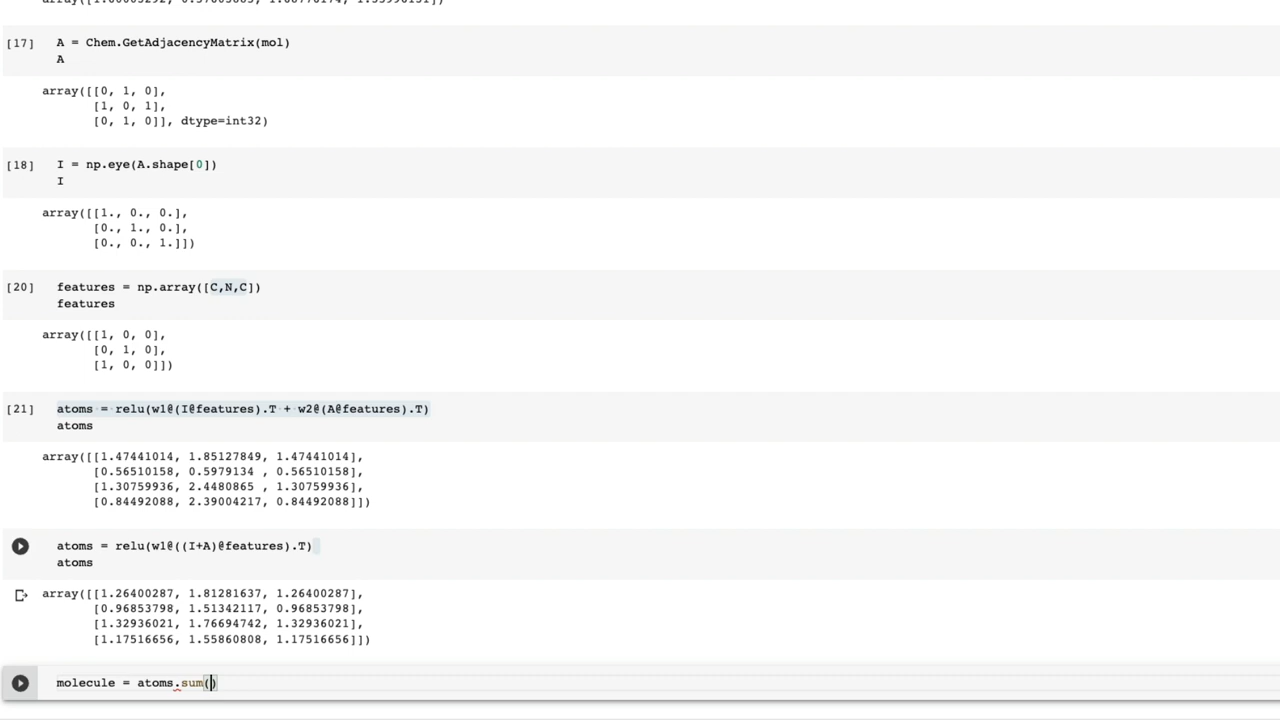 [17] A = Chem.GetAdjacencyMatrix(mol)
A
array([[0, 1, 0],
[1, 0, 1],
[0, 1, 0]], dtype=int32)
[18] I = np.eye(A.shape[0])
I
array([[1., 0., 0.],
[0., 1., 0.],
[0., 0., 1.]])
[20] features = np.array([C,N,C])
features
array([[1, 0, 0],
[0, 1, 0],
[1, 0, 0]])
[21] atoms = relu(w1@(I@features).T + w2@(A@features).T)
atoms
array([[1.47441014, 1.85127849, 1.47441014],
[0.56510158, 0.5979134 , 0.56510158],
[1.30759936, 2.4480865 , 1.30759936],
[0.84492088, 2.39004217, 0.84492088]])
atoms = relu(w1@((I+A)@features).T)
atoms
array([[1.26400287, 1.81281637, 1.26400287],
[0.96853798, 1.51342117, 0.96853798],
[1.32936021, 1.76694742, 1.32936021],
[1.17516656, 1.55860808, 1.17516656]])
molecule = atoms.sum()